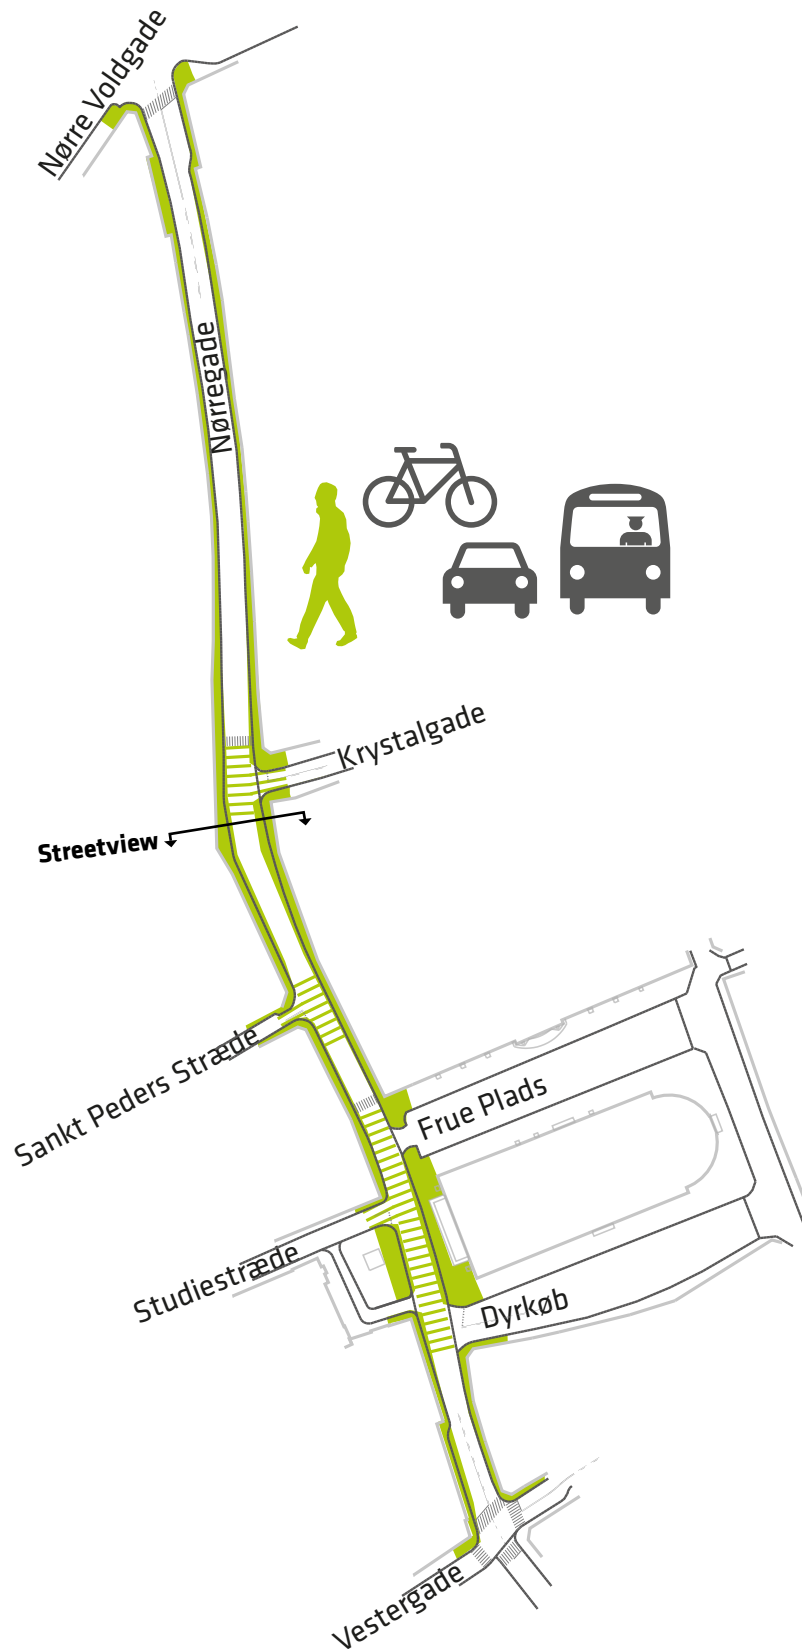 Nørre Voldgade
Nørregade
Krystalgade
Streetview
Sankt Peders Stræde
Frue Plads
Studiestræde
Dyrkøb
Vestergade